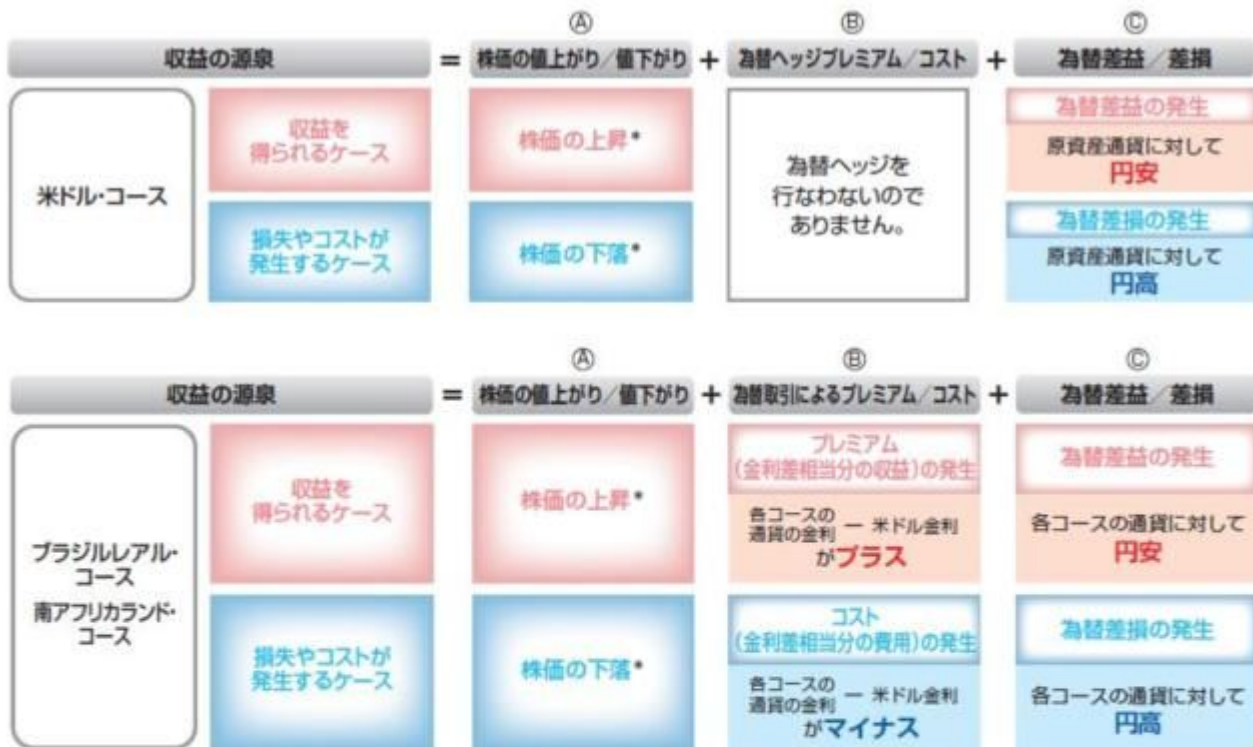 Ⓐ Ⓑ Ⓒ
収益の源泉 = 株価の値上がり/値下がり + 為替ヘッジプレミアム/コスト + 為替差益/差損
米ドル・コース
収益を
得られるケース
株価の上昇*
為替ヘッジを
行なわないので
ありません。
為替差益の発生
原資産通貨に対して
円安
損失やコストが
発生するケース
株価の下落*
為替差損の発生
原資産通貨に対して
円高
Ⓐ Ⓑ Ⓒ
収益の源泉 = 株価の値上がり/値下がり + 為替取引によるプレミアム/コスト + 為替差益/差損
ブラジルレアル・
コース
南アフリカランド・
コース
収益を
得られるケース
株価の上昇*
プレミアム
(金利差相当分の収益)の発生
各コースの
通貨の金利 ー 米ドル金利
がプラス
為替差益の発生
各コースの通貨に対して
円安
損失やコストが
発生するケース
株価の下落*
コスト
(金利差相当分の費用)の発生
各コースの
通貨の金利 ー 米ドル金利
がマイナス
為替差損の発生
各コースの通貨に対して
円高